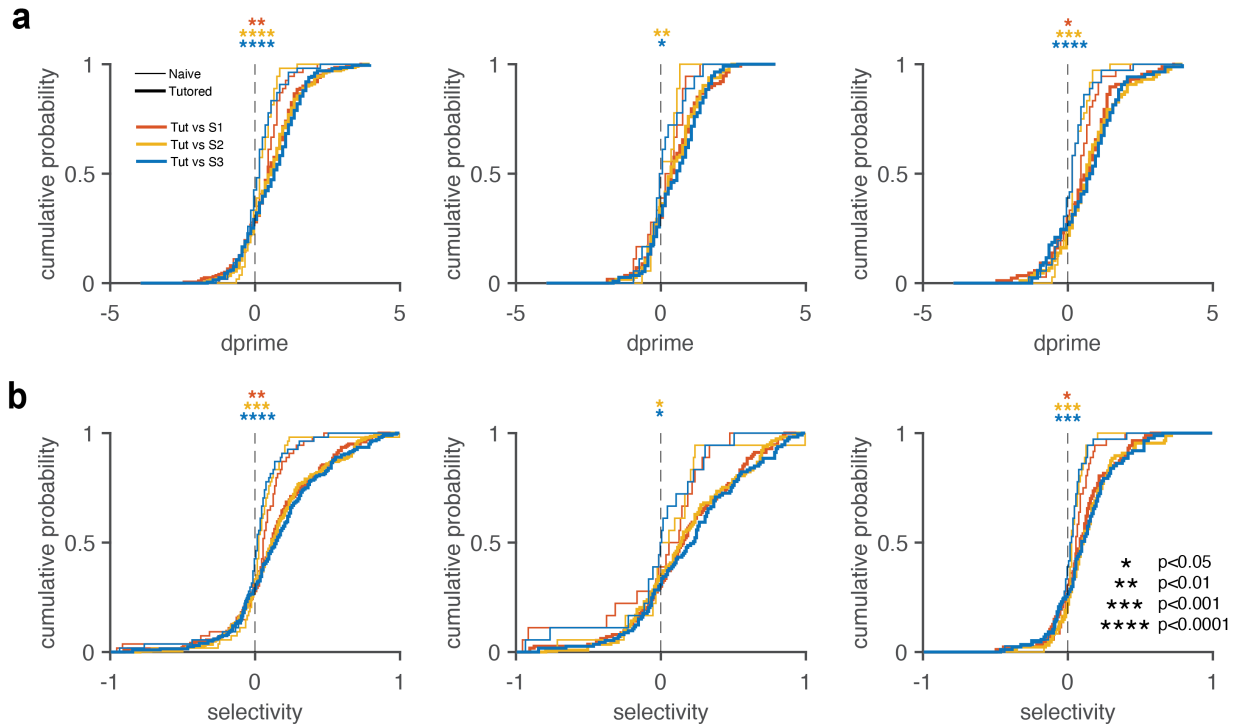 a
**
****
****
**
*
*
***
****
cumulative probability
1
0.5
0
-5
0
5
dprime
Naive
Tutored
Tut vs S1
Tut vs S2
Tut vs S3
cumulative probability
1
0.5
0
-5
0
5
dprime
cumulative probability
1
0.5
0
-5
0
5
dprime
b
**
***
****
*
*
*
***
***
cumulative probability
1
0.5
0
-1
0
1
selectivity
cumulative probability
1
0.5
0
-1
0
1
selectivity
cumulative probability
1
0.5
0
-1
0
1
selectivity
* p<0.05
** p<0.01
*** p<0.001
**** p<0.0001